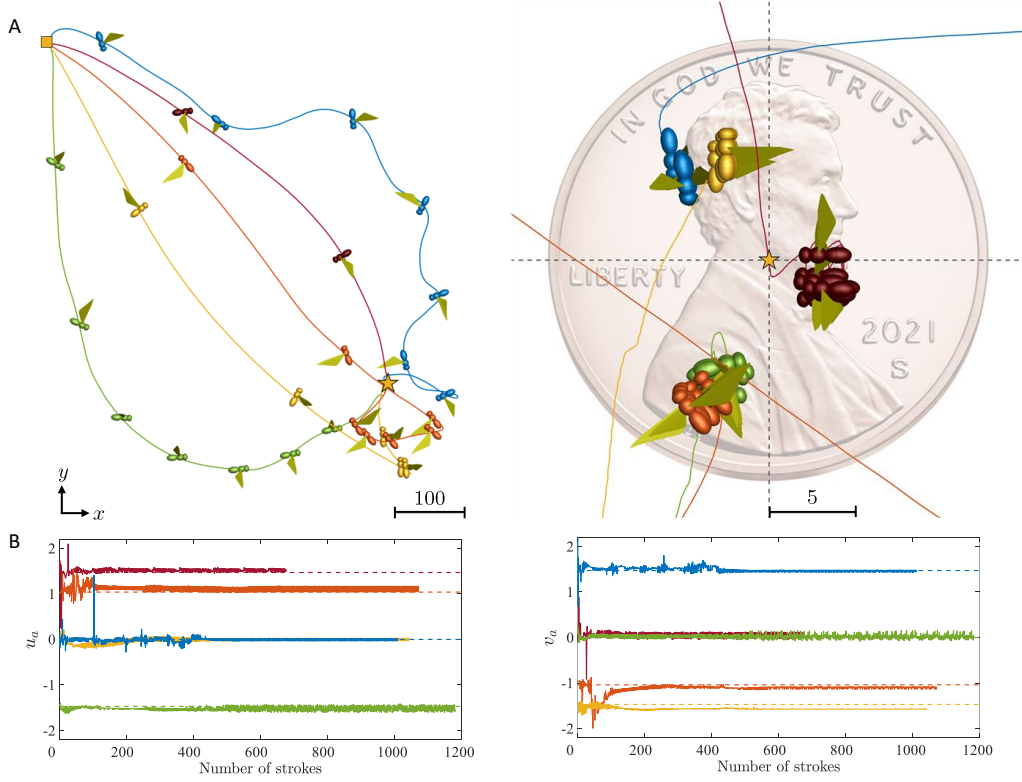 A
IN GOD WE TRUST
LIBERTY
2021
S
y
x
100
5
B
2
1
0
-1
-2
u_a
0 200 400 600 800 1000 1200
Number of strokes
2
1
0
-1
-2
v_a
0 200 400 600 800 1000 1200
Number of strokes